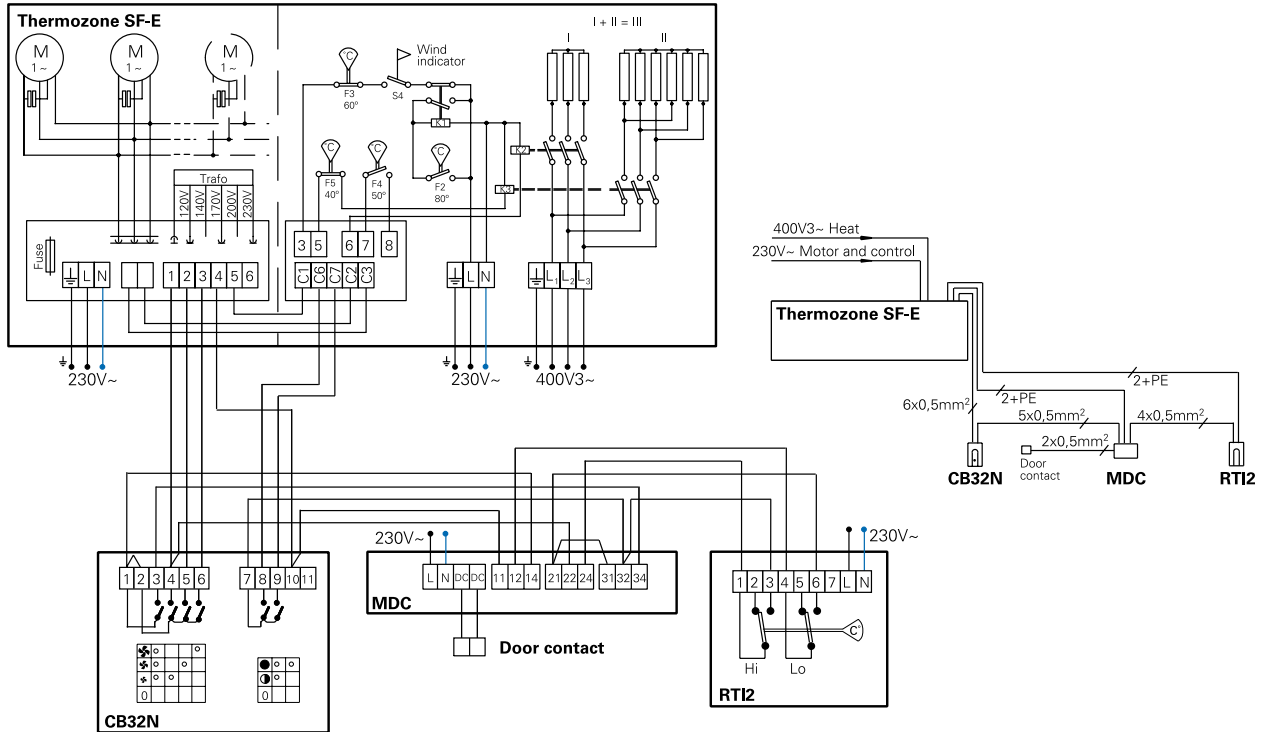 Thermozone SF-E
I + II = III
M
1 ~
M
1 ~
M
1 ~
°C
F3
60°
Wind
indicator
S4
K1
I
II
°C
F5
40°
°C
F4
50°
°C
F2
80°
K2
K3
Trafo
120V
140V
170V
200V
230V
Fuse
L N
1 2 3 4 5 6
3 5 6 7 8
C1 C6 C7 C2 C3
L N
L1 L2 L3
230V~
230V~
400V3~
400V3~ Heat
230V~ Motor and control
Thermozone SF-E
2+PE
2+PE
6x0,5mm²
5x0,5mm²
4x0,5mm²
2x0,5mm²
Door
contact
CB32N
MDC
RTI2
1 2 3 4 5 6
7 8 9 10 11
0
0
CB32N
230V~
L N DC DC
11 12 14
21 22 24
31 32 34
MDC
Door contact
230V~
1 2 3 4 5 6 7 L N
C°
Hi
Lo
RTI2